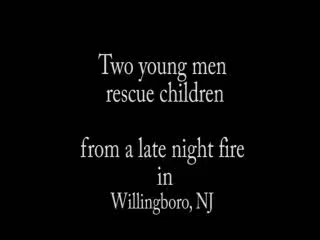 Two young men
rescue children
from a late night fire
in
Willingboro, NJ